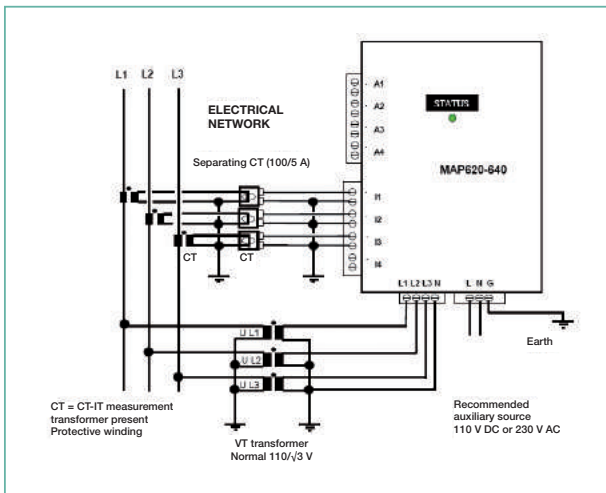 L1 L2 L3
ELECTRICAL
NETWORK
Separating CT (100/5 A)
A1
A2
A3
A4
STATUS
MAP620-640
I1
I2
I3
I4
CT
CT
L1 L2 L3 N
L N G
Earth
U L1
U L2
U L3
CT = CT-IT measurement
transformer present
Protective winding
VT transformer
Normal 110/√3 V
Recommended
auxiliary source
110 V DC or 230 V AC